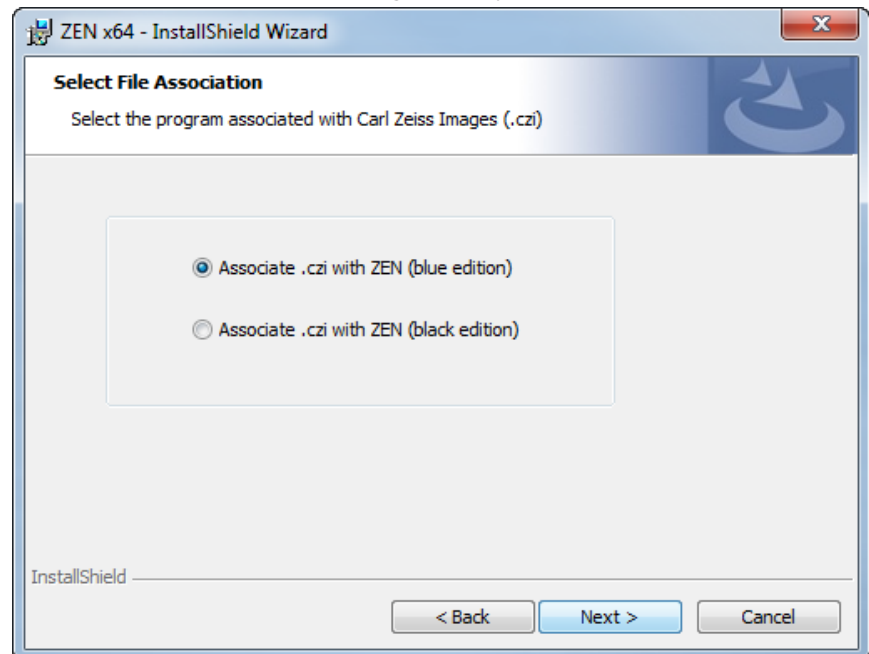 ZEN x64 - InstallShield Wizard
Select File Association
Select the program associated with Carl Zeiss Images (.czi)
Associate .czi with ZEN (blue edition)
Associate .czi with ZEN (black edition)
InstallShield
< Back Next > Cancel